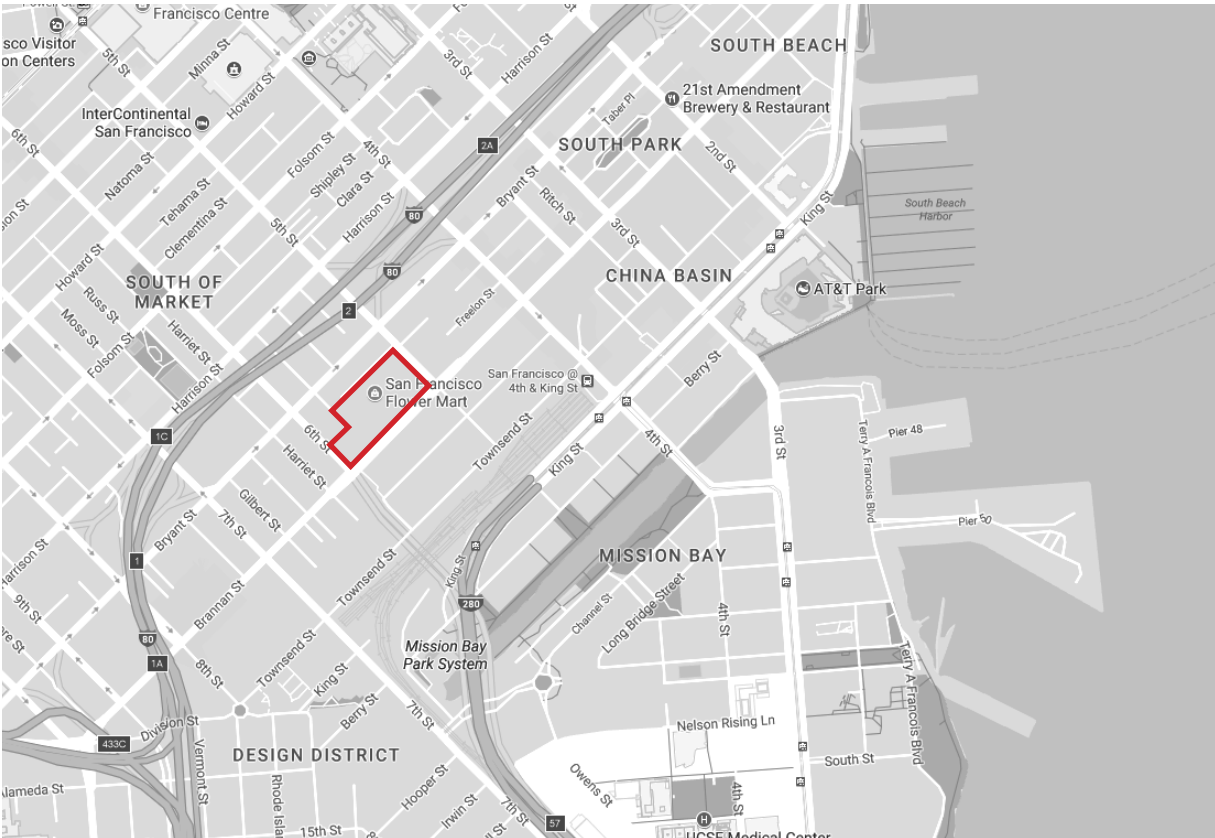 Francisco Centre
sco Visitor
on Centers
5th St
Minna St
Howard St
3rd St
Harrison St
SOUTH BEACH
21st Amendment
Brewery & Restaurant
Taber Pl
InterContinental
San Francisco
2A
SOUTH PARK
6th St
Natoma St
Folsom St
4th St
Shipley St
Clara St
Bryant St
2nd St
Tehama St
Clementina St
Harrison St
80
Ritch St
King St
South Beach
Harbor
5th St
3rd St
Howard St
80
CHINA BASIN
SOUTH OF
MARKET
AT&T Park
Russ St
Moss St
Folsom St
Harriet St
2
Freelon St
Harrison St
San Francisco @
4th & King St
Berry St
San Francisco
Flower Mart
1C
6th St
Harriet St
Townsend St
King St
4th St
3rd St
Terry A Francois Blvd
Pier 48
Gilbert St
7th St
Bryant St
Pier 50
Harrison St
1
MISSION BAY
9th St
Brannan St
Townsend St
King St
280
Channel St
Long Bridge Street
4th St
80
1A
Mission Bay
Park System
8th St
Townsend St
King St
Berry St
7th St
Terry A Francois Blvd
Division St
433C
Vermont St
DESIGN DISTRICT
Nelson Rising Ln
South St
Alameda St
Rhode Isla
Hooper St
Irwin St
Owens St
4th St
7th St
15th St
57
H
UCSF Medical Center